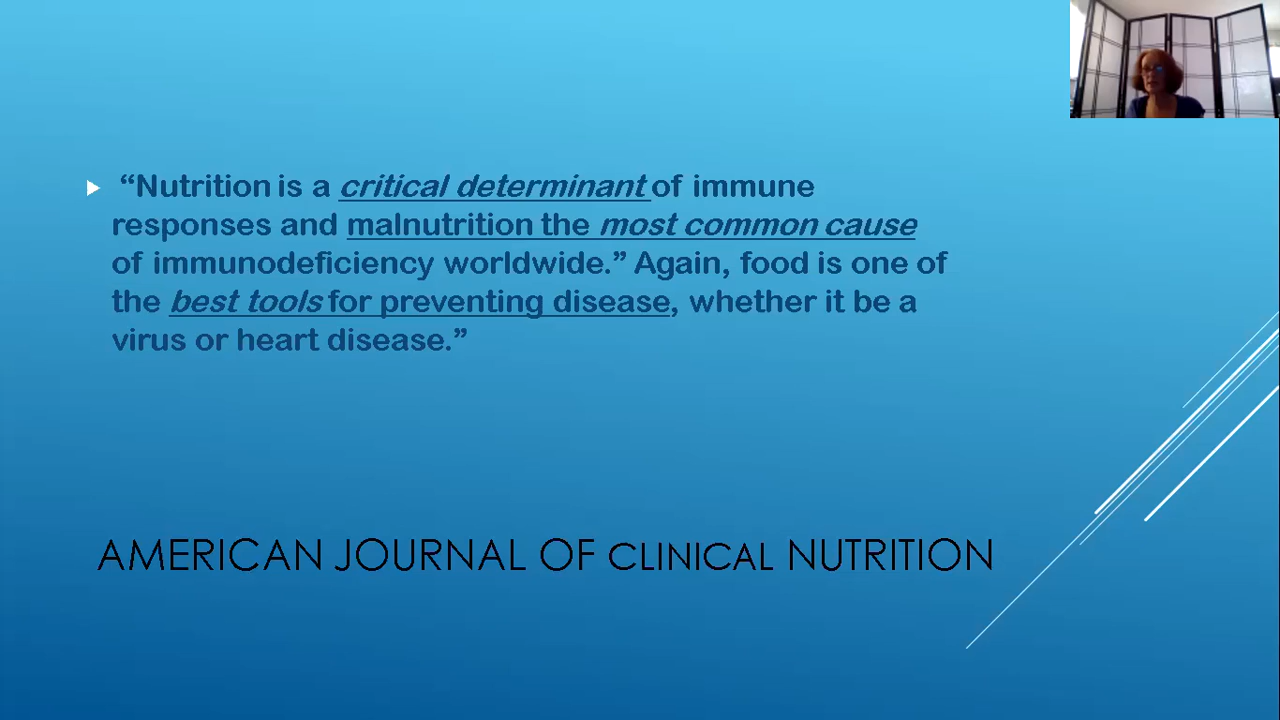 “Nutrition is a critical determinant of immune
responses and malnutrition the most common cause
of immunodeficiency worldwide.” Again, food is one of
the best tools for preventing disease, whether it be a
virus or heart disease.”
AMERICAN JOURNAL OF CLINICAL NUTRITION